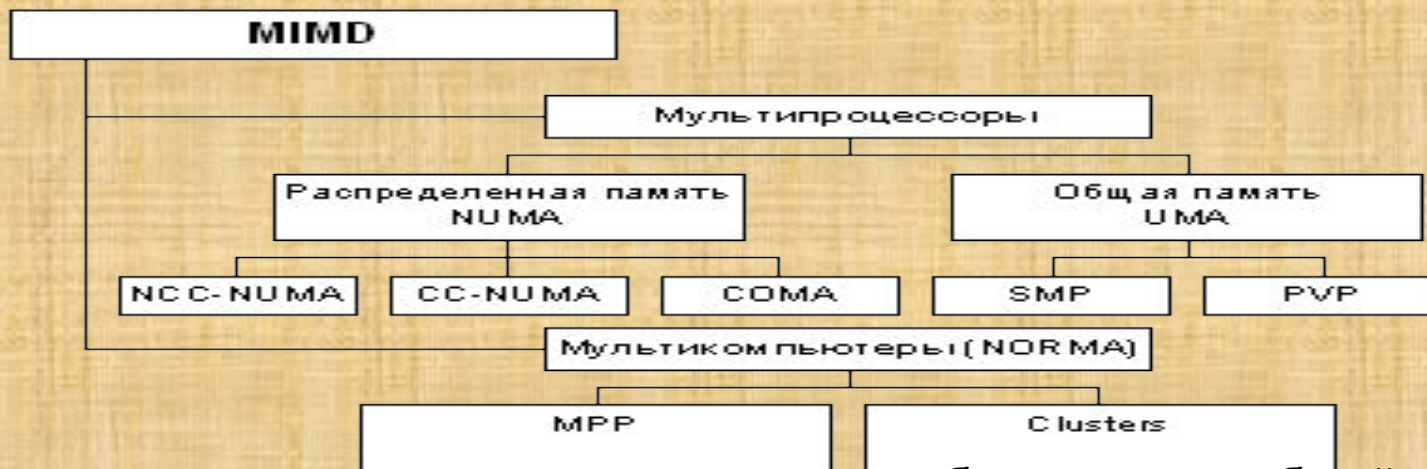 MIMD
Мультипроцессоры
Распределенная память
NUMA
Общая память
UMA
NCC-NUMA
CC-NUMA
COMA
SMP
PVP
Мультикомпьютеры(NORMA)
MPP
Clusters